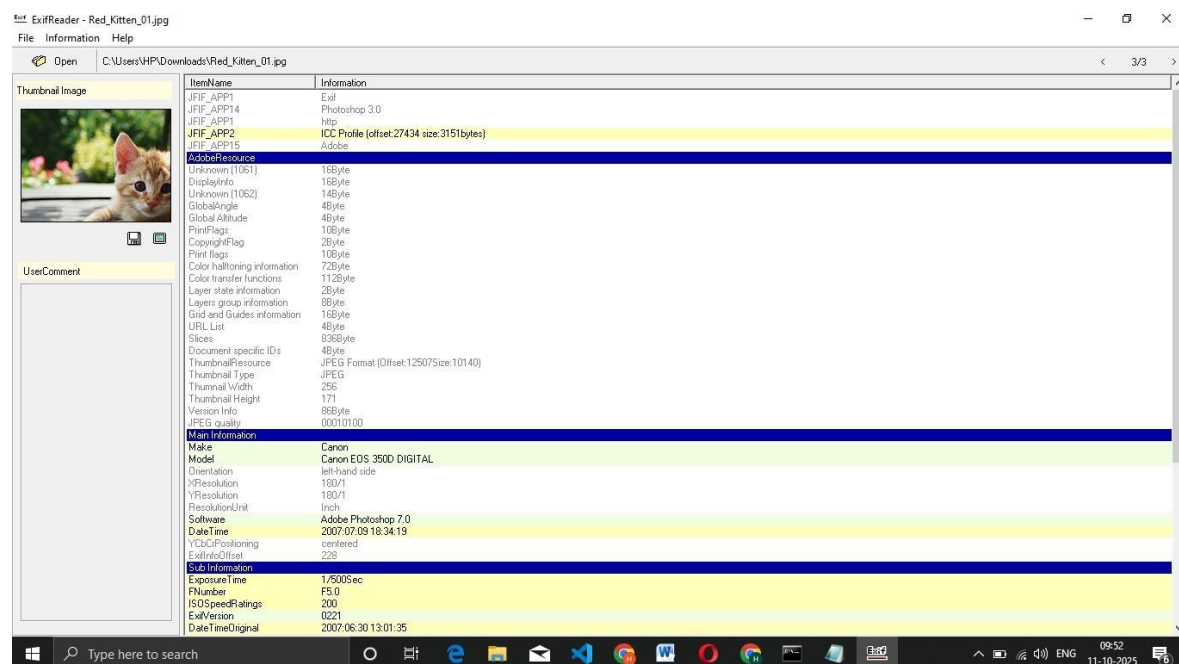 ExifReader - Red_Kitten_01.jpg
File Information Help
Open C:\Users\HP\Downloads\Red_Kitten_01.jpg < 3/3 >
Thumbnail Image
UserComment
ItemName Information
JFIF_APP1 Exif
JFIF_APP14 Photoshop 3.0
JFIF_APP1 http
JFIF_APP2 ICC Profile (offset:27434 size:3151bytes)
JFIF_APP15 Adobe
AdobeResource
Unknown (1061) 16Byte
DisplayInfo 16Byte
Unknown (1062) 14Byte
GlobalAngle 4Byte
Global Altitude 4Byte
PrintFlags 10Byte
CopyrightFlag 2Byte
Print flags 10Byte
Color halftoning information 72Byte
Color transfer functions 112Byte
Layer state information 2Byte
Layers group information 8Byte
Grid and Guides information 16Byte
URL List 4Byte
Slices 836Byte
Document specific IDs 4Byte
ThumbnailResource JPEG Format (Offset:12507Size:10140)
Thumbnail Type JPEG
Thumnail Width 256
Thumbnail Height 171
Version Info 86Byte
JPEG quality 00010100
Main Information
Make Canon
Model Canon EOS 350D DIGITAL
Orientation left-hand side
XResolution 180/1
YResolution 180/1
ResolutionUnit Inch
Software Adobe Photoshop 7.0
DateTime 2007:07:09 18:34:19
YCbCrPositioning centered
ExifInfoOffset 228
Sub Information
ExposureTime 1/500Sec
FNumber F5.0
ISOSpeedRatings 200
ExifVersion 0221
DateTimeOriginal 2007:06:30 13:01:35
Type here to search
ENG
09:52
11-10-2025
6